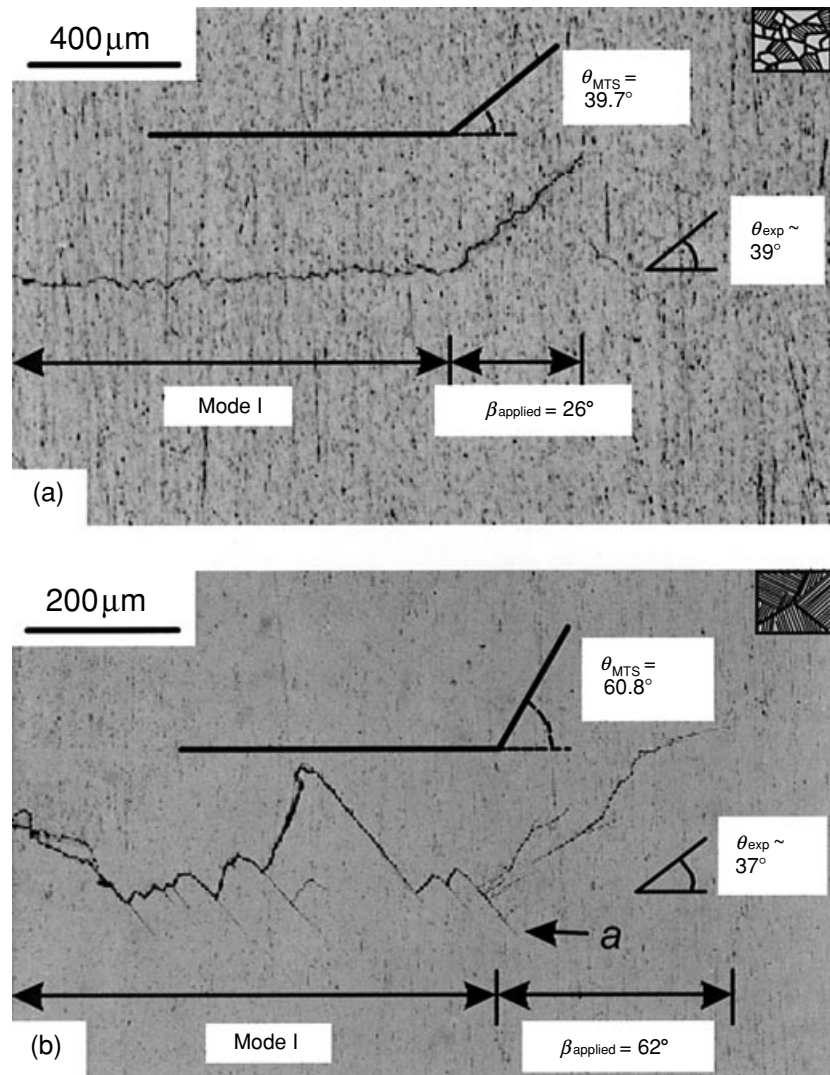 400μm
θMTS =
39.7°
θexp ~
39°
Mode I
βapplied = 26°
(a)
200μm
θMTS =
60.8°
θexp ~
37°
a
Mode I
βapplied = 62°
(b)